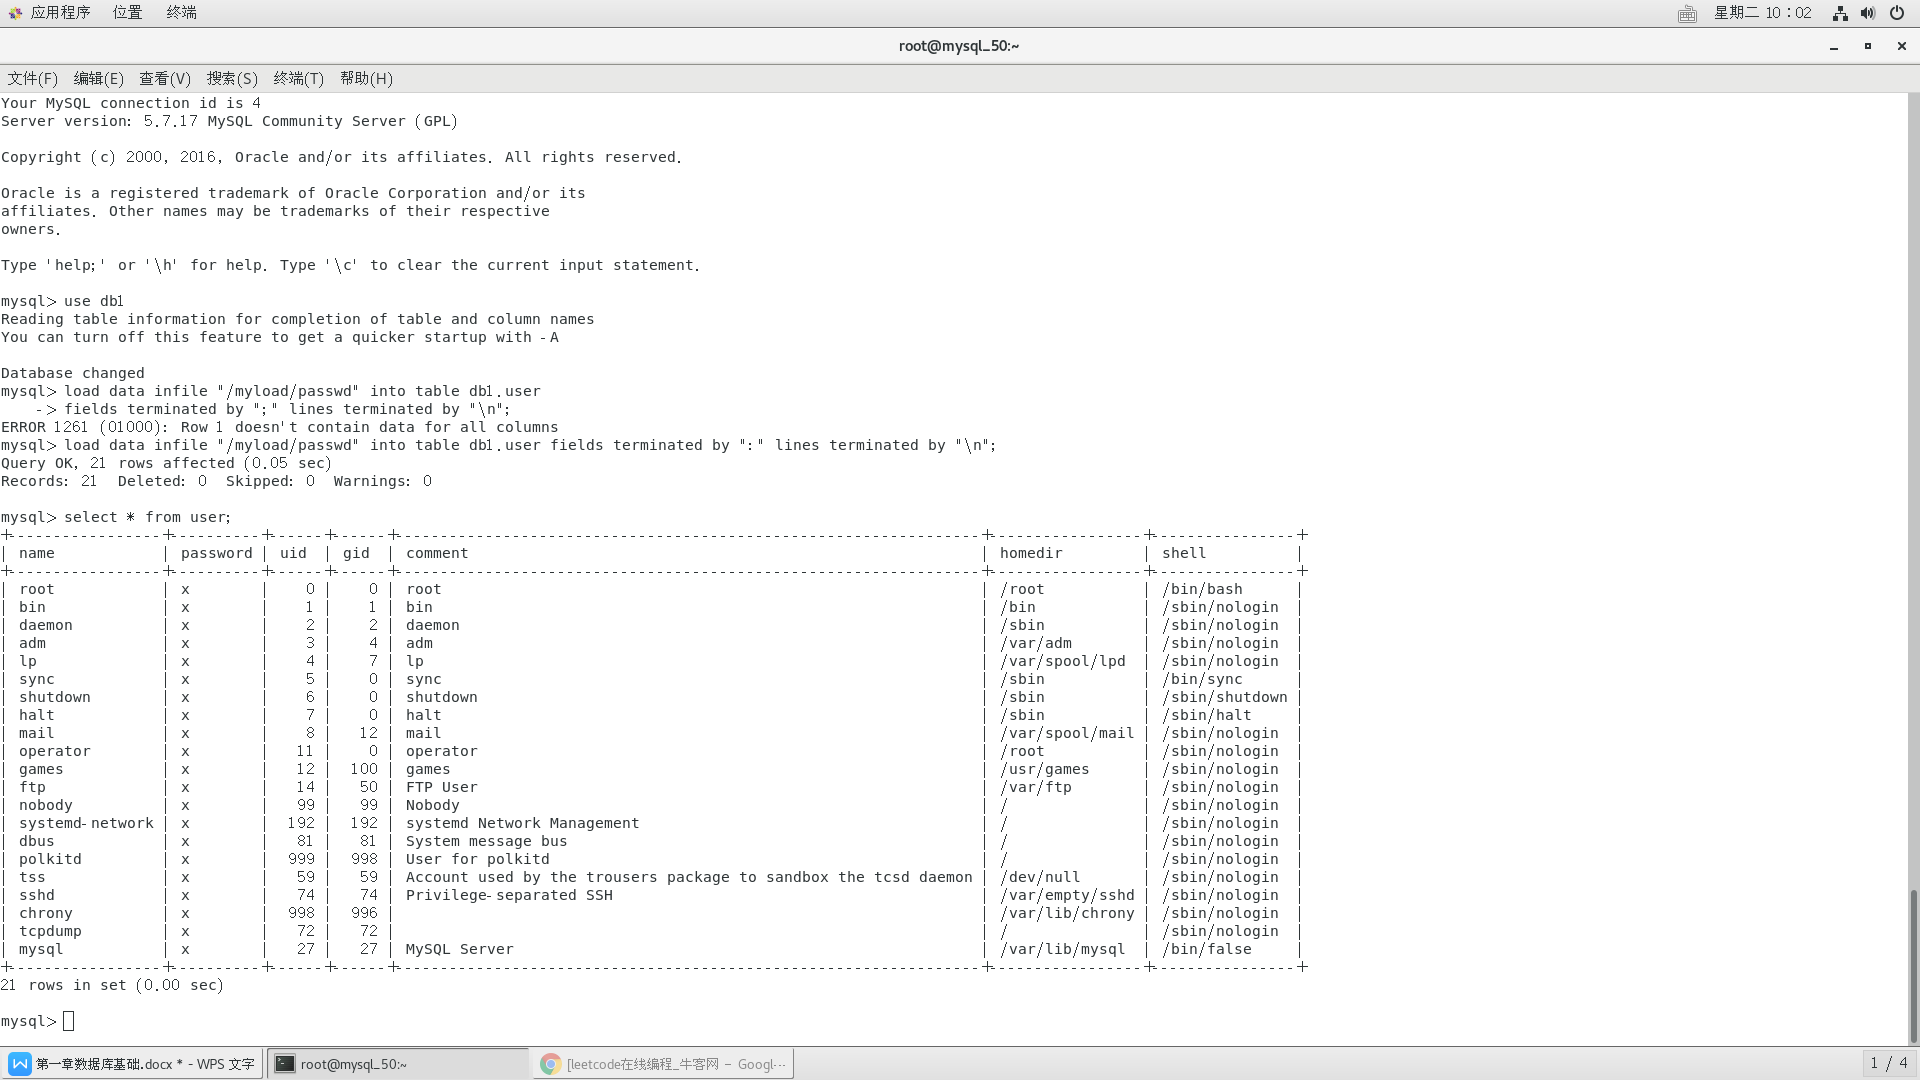 应用程序 位置 终端 星期二 10：02
root@mysql_50:~
文件(F) 编辑(E) 查看(V) 搜索(S) 终端(T) 帮助(H)
Your MySQL connection id is 4
Server version: 5.7.17 MySQL Community Server (GPL)
Copyright (c) 2000, 2016, Oracle and/or its affiliates. All rights reserved.
Oracle is a registered trademark of Oracle Corporation and/or its
affiliates. Other names may be trademarks of their respective
owners.
Type 'help;' or '\h' for help. Type '\c' to clear the current input statement.
mysql> use db1
Reading table information for completion of table and column names
You can turn off this feature to get a quicker startup with -A
Database changed
mysql> load data infile "/myload/passwd" into table db1.user
    -> fields terminated by ";" lines terminated by "\n";
ERROR 1261 (01000): Row 1 doesn't contain data for all columns
mysql> load data infile "/myload/passwd" into table db1.user fields terminated by ":" lines terminated by "\n";
Query OK, 21 rows affected (0.05 sec)
Records: 21  Deleted: 0  Skipped: 0  Warnings: 0
mysql> select * from user;
+-----------------+----------+------+------+-----------------------------------------------------------------+-----------------+----------------+
| name            | password | uid  | gid  | comment                                                         | homedir         | shell          |
+-----------------+----------+------+------+-----------------------------------------------------------------+-----------------+----------------+
| root            | x        |    0 |    0 | root                                                            | /root           | /bin/bash      |
| bin             | x        |    1 |    1 | bin                                                             | /bin            | /sbin/nologin  |
| daemon          | x        |    2 |    2 | daemon                                                          | /sbin           | /sbin/nologin  |
| adm             | x        |    3 |    4 | adm                                                             | /var/adm        | /sbin/nologin  |
| lp              | x        |    4 |    7 | lp                                                              | /var/spool/lpd  | /sbin/nologin  |
| sync            | x        |    5 |    0 | sync                                                            | /sbin           | /bin/sync      |
| shutdown        | x        |    6 |    0 | shutdown                                                        | /sbin           | /sbin/shutdown |
| halt            | x        |    7 |    0 | halt                                                            | /sbin           | /sbin/halt     |
| mail            | x        |    8 |   12 | mail                                                            | /var/spool/mail | /sbin/nologin  |
| operator        | x        |   11 |    0 | operator                                                        | /root           | /sbin/nologin  |
| games           | x        |   12 |  100 | games                                                           | /usr/games      | /sbin/nologin  |
| ftp             | x        |   14 |   50 | FTP User                                                        | /var/ftp        | /sbin/nologin  |
| nobody          | x        |   99 |   99 | Nobody                                                          | /               | /sbin/nologin  |
| systemd-network | x        |  192 |  192 | systemd Network Management                                      | /               | /sbin/nologin  |
| dbus            | x        |   81 |   81 | System message bus                                              | /               | /sbin/nologin  |
| polkitd         | x        |  999 |  998 | User for polkitd                                                | /               | /sbin/nologin  |
| tss             | x        |   59 |   59 | Account used by the trousers package to sandbox the tcsd daemon | /dev/null       | /sbin/nologin  |
| sshd            | x        |   74 |   74 | Privilege-separated SSH                                         | /var/empty/sshd | /sbin/nologin  |
| chrony          | x        |  998 |  996 |                                                                 | /var/lib/chrony | /sbin/nologin  |
| tcpdump         | x        |   72 |   72 |                                                                 | /               | /sbin/nologin  |
| mysql           | x        |   27 |   27 | MySQL Server                                                    | /var/lib/mysql  | /bin/false     |
+-----------------+----------+------+------+-----------------------------------------------------------------+-----------------+----------------+
21 rows in set (0.00 sec)
mysql>
第一章数据库基础.docx * - WPS 文字 root@mysql_50:~ [leetcode在线编程_牛客网 – Googl··· 1 / 4